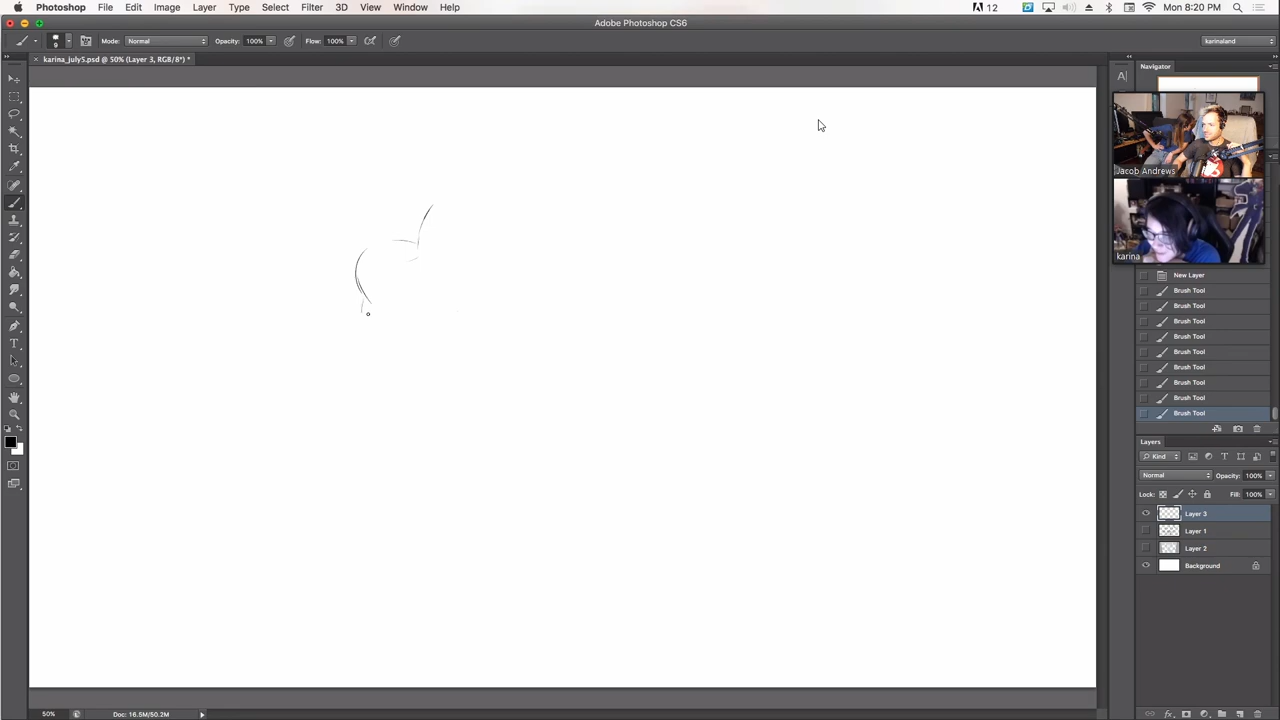 Photoshop File Edit Image Layer Type Select Filter 3D View Window Help 12 Mon 8:20 PM
Adobe Photoshop CS6
Mode: Normal Opacity: 100% Flow: 100% karinaland
9
× karina_july5.psd @ 50% (Layer 3, RGB/8*) *
A Navigator
Jacob Andrews
karina
New Layer
Brush Tool
Brush Tool
Brush Tool
Brush Tool
Brush Tool
Brush Tool
Brush Tool
Brush Tool
Brush Tool
Layers
Kind
Normal Opacity: 100%
Lock: Fill: 100%
Layer 3
Layer 1
Layer 2
Background
fx
50% Doc: 16.5M/50.2M